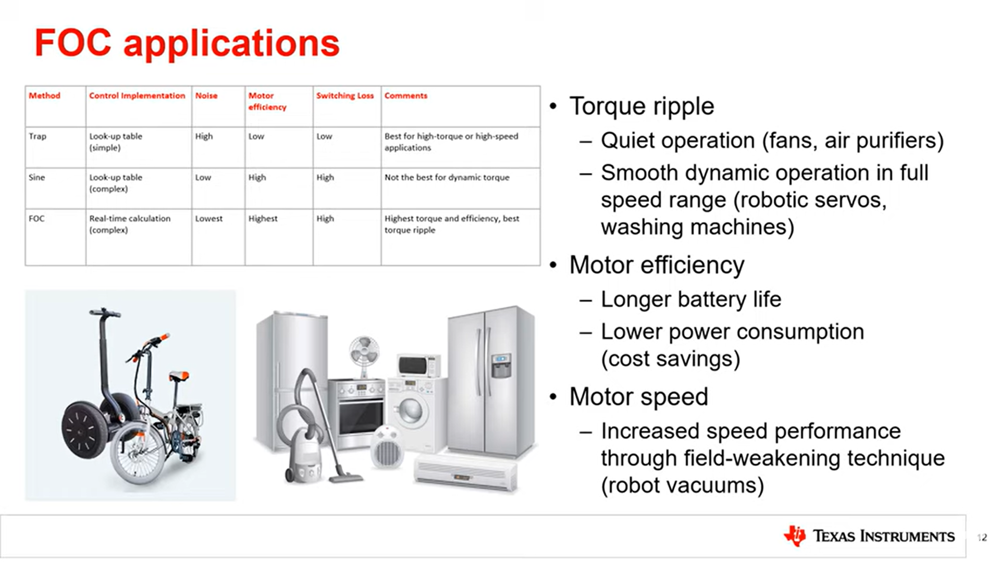 FOC applications
Method Control Implementation Noise Motor efficiency Switching Loss Comments
Trap Look-up table (simple) High Low Low Best for high-torque or high-speed applications
Sine Look-up table (complex) Low High High Not the best for dynamic torque
FOC Real-time calculation (complex) Lowest Highest High Highest torque and efficiency, best torque ripple
• Torque ripple
– Quiet operation (fans, air purifiers)
– Smooth dynamic operation in full
speed range (robotic servos,
washing machines)
• Motor efficiency
– Longer battery life
– Lower power consumption
(cost savings)
• Motor speed
– Increased speed performance
through field-weakening technique
(robot vacuums)
TEXAS INSTRUMENTS
12